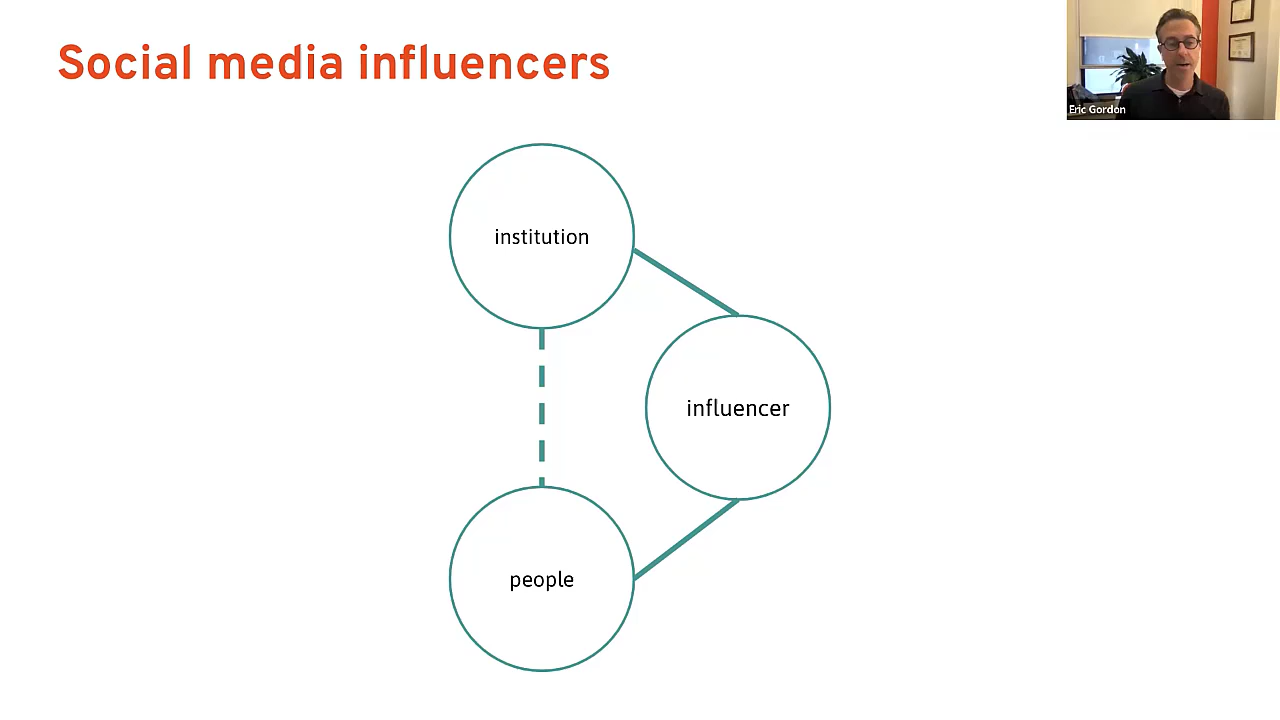 Social media influencers
Eric Gordon
institution
influencer
people